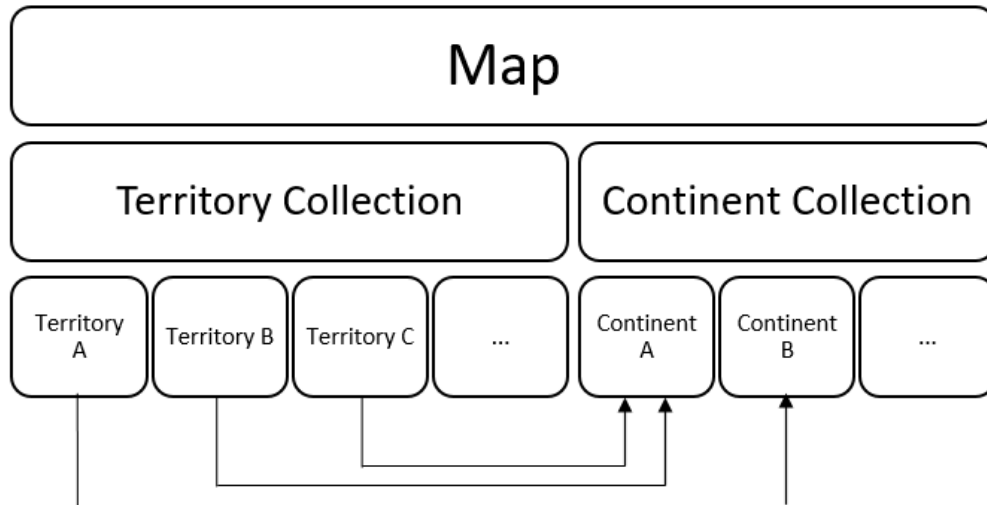 Map
Territory Collection
Continent Collection
Territory
A
Territory B
Territory C
...
Continent
A
Continent
B
...